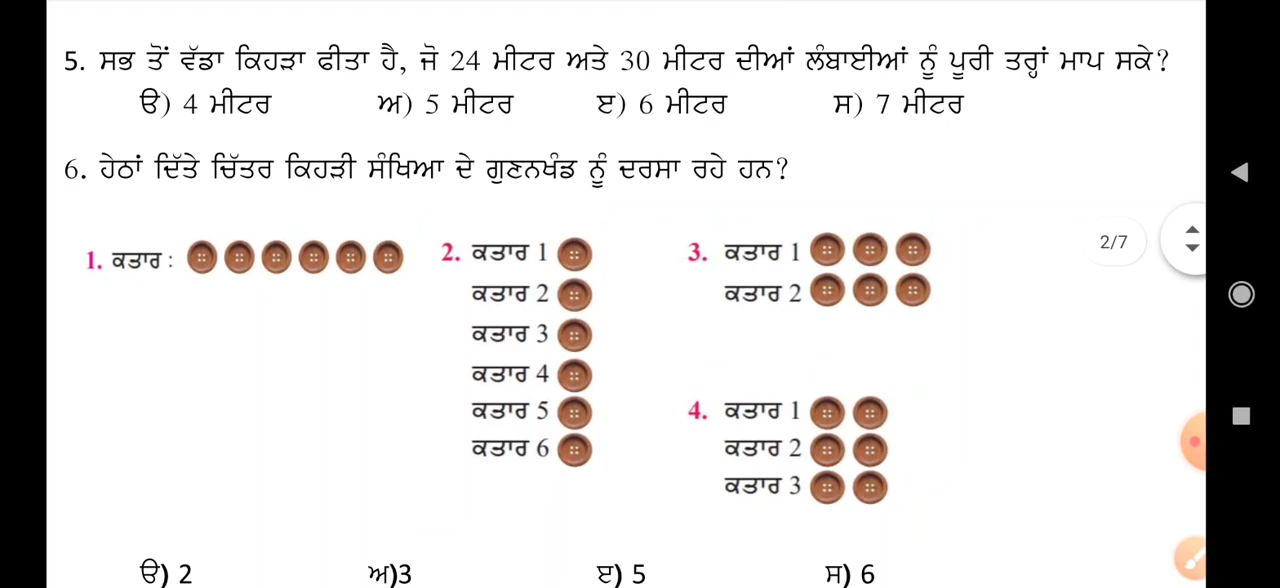 5. ਸਭ ਤੋਂ ਵੱਡਾ ਕਿਹੜਾ ਫੀਤਾ ਹੈ, ਜੋ 24 ਮੀਟਰ ਅਤੇ 30 ਮੀਟਰ ਦੀਆਂ ਲੰਬਾਈਆਂ ਨੂੰ ਪੂਰੀ ਤਰ੍ਹਾਂ ਮਾਪ ਸਕੇ?
ੳ) 4 ਮੀਟਰ ਅ) 5 ਮੀਟਰ ੲ) 6 ਮੀਟਰ ਸ) 7 ਮੀਟਰ
6. ਹੇਠਾਂ ਦਿੱਤੇ ਚਿੱਤਰ ਕਿਹੜੀ ਸੰਖਿਆ ਦੇ ਗੁਣਨਖੰਡ ਨੂੰ ਦਰਸਾ ਰਹੇ ਹਨ?
1. ਕਤਾਰ :
2. ਕਤਾਰ 1
ਕਤਾਰ 2
ਕਤਾਰ 3
ਕਤਾਰ 4
ਕਤਾਰ 5
ਕਤਾਰ 6
3. ਕਤਾਰ 1
ਕਤਾਰ 2
4. ਕਤਾਰ 1
ਕਤਾਰ 2
ਕਤਾਰ 3
2/7
ੳ) 2 ਅ)3 ੲ) 5 ਸ) 6